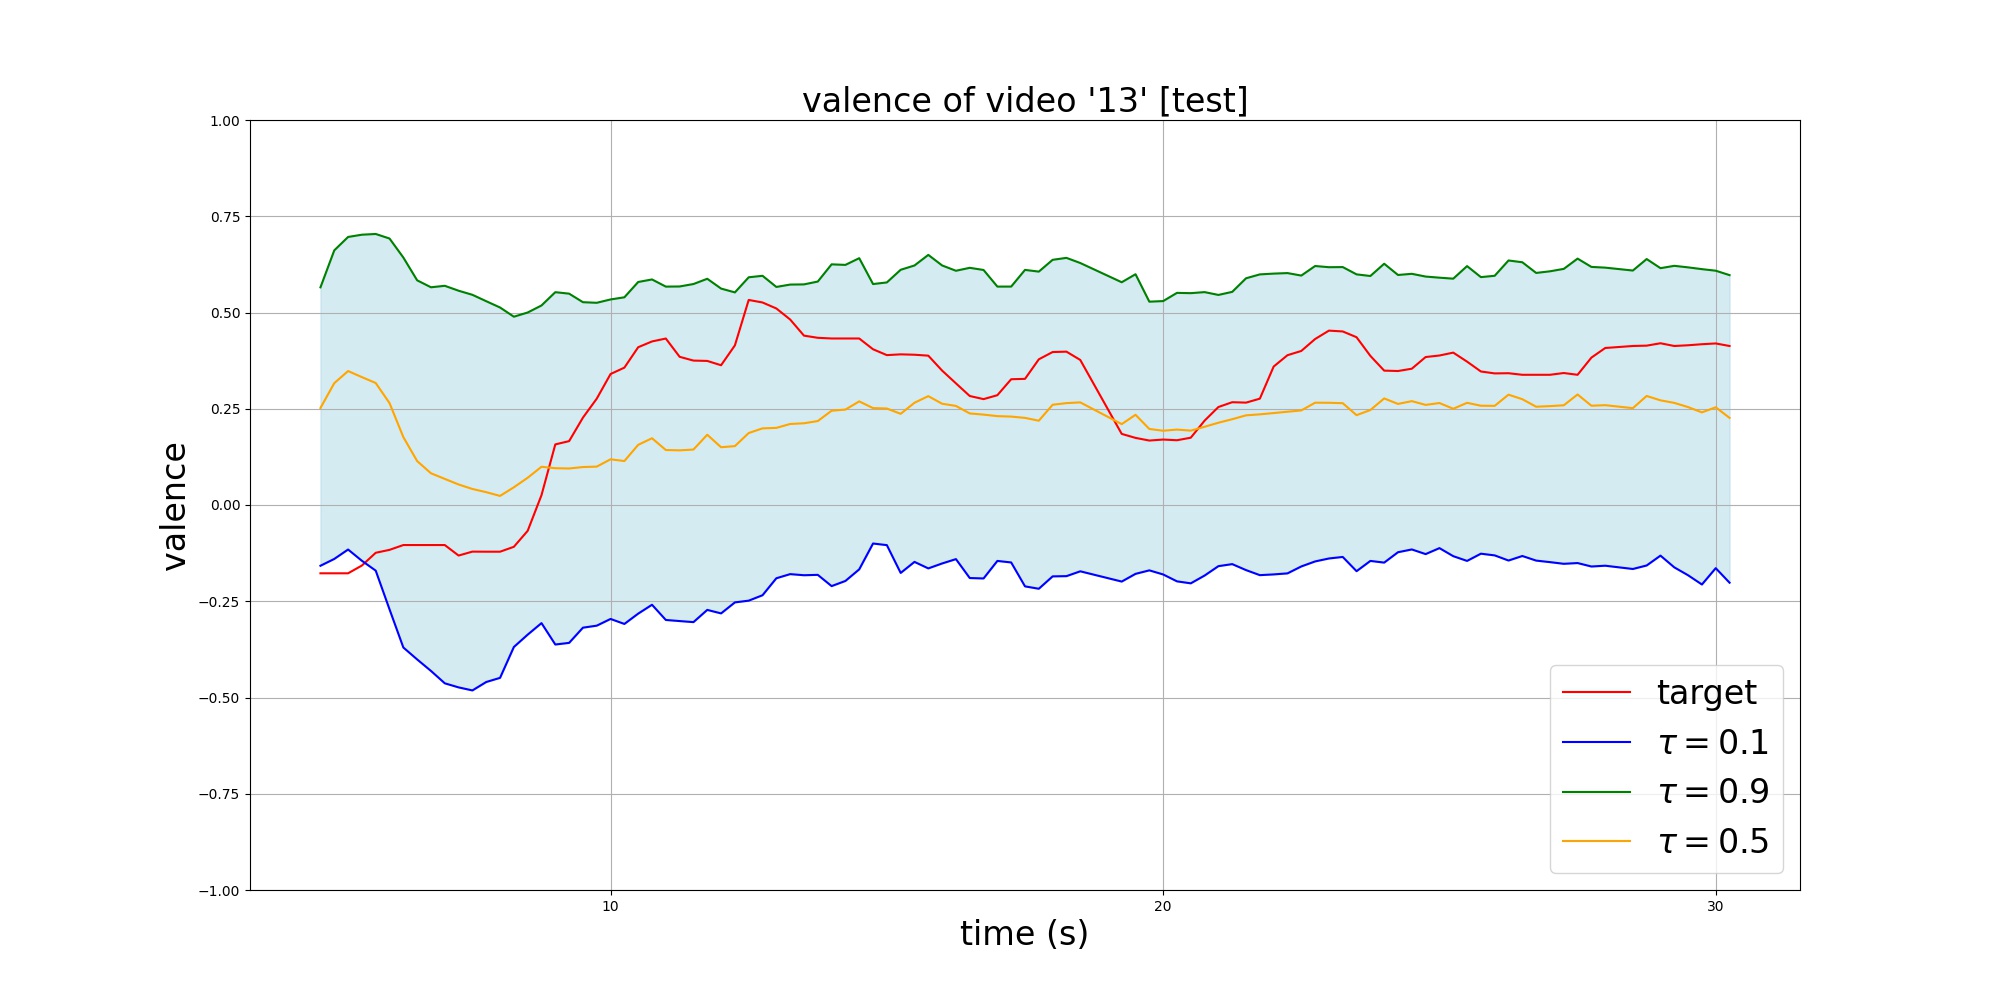 valence of video '13' [test]
1.00
0.75
0.50
0.25
0.00
−0.25
−0.50
−0.75
−1.00
valence
10
20
30
time (s)
target
τ = 0.1
τ = 0.9
τ = 0.5